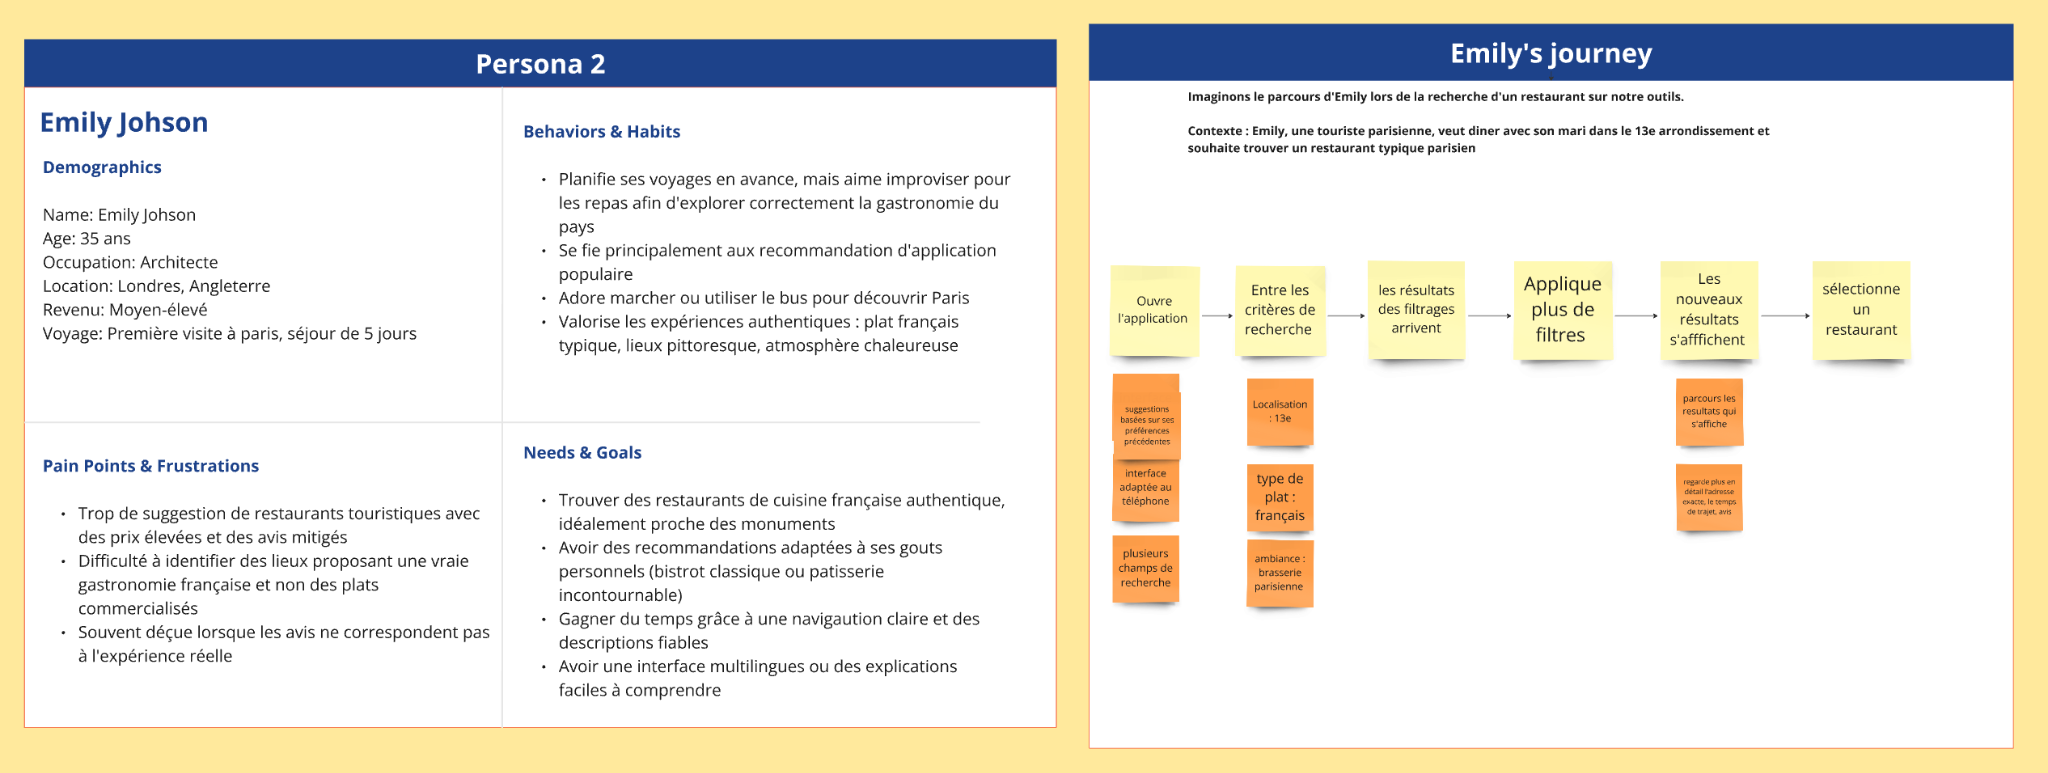 Persona 2
Emily Johson
Demographics
Name: Emily Johson
Age: 35 ans
Occupation: Architecte
Location: Londres, Angleterre
Revenu: Moyen-élevé
Voyage: Première visite à paris, séjour de 5 jours
Behaviors & Habits
• Planifie ses voyages en avance, mais aime improviser pour
les repas afin d'explorer correctement la gastronomie du
pays
• Se fie principalement aux recommandation d'application
populaire
• Adore marcher ou utiliser le bus pour découvrir Paris
• Valorise les expériences authentiques : plat français
typique, lieux pittoresque, atmosphère chaleureuse
Pain Points & Frustrations
• Trop de suggestion de restaurants touristiques avec
des prix élevées et des avis mitigés
• Difficulté à identifier des lieux proposant une vraie
gastronomie française et non des plats
commercialisés
• Souvent déçue lorsque les avis ne correspondent pas
à l'expérience réelle
Needs & Goals
• Trouver des restaurants de cuisine française authentique,
idéalement proche des monuments
• Avoir des recommandations adaptées à ses gouts
personnels (bistrot classique ou patisserie
incontournable)
• Gagner du temps grâce à une navigaution claire et des
descriptions fiables
• Avoir une interface multilingues ou des explications
faciles à comprendre
Emily's journey
Imaginons le parcours d'Emily lors de la recherche d'un restaurant sur notre outils.
Contexte : Emily, une touriste parisienne, veut diner avec son mari dans le 13e arrondissement et
souhaite trouver un restaurant typique parisien
Ouvre
l'application
Entre les
critères de
recherche
les résultats
des filtrages
arrivent
Applique
plus de
filtres
Les
nouveaux
résultats
s'afffichent
sélectionne
un
restaurant
suggestions
basées sur ses
préférences
précédentes
interface
adaptée au
téléphone
plusieurs
champs de
recherche
Localisation
: 13e
type de
plat :
français
ambiance :
brasserie
parisienne
parcours les
resultats qui
s'affiche
regarde plus en
détail l'adresse
exacte, le temps
de trajet, avis